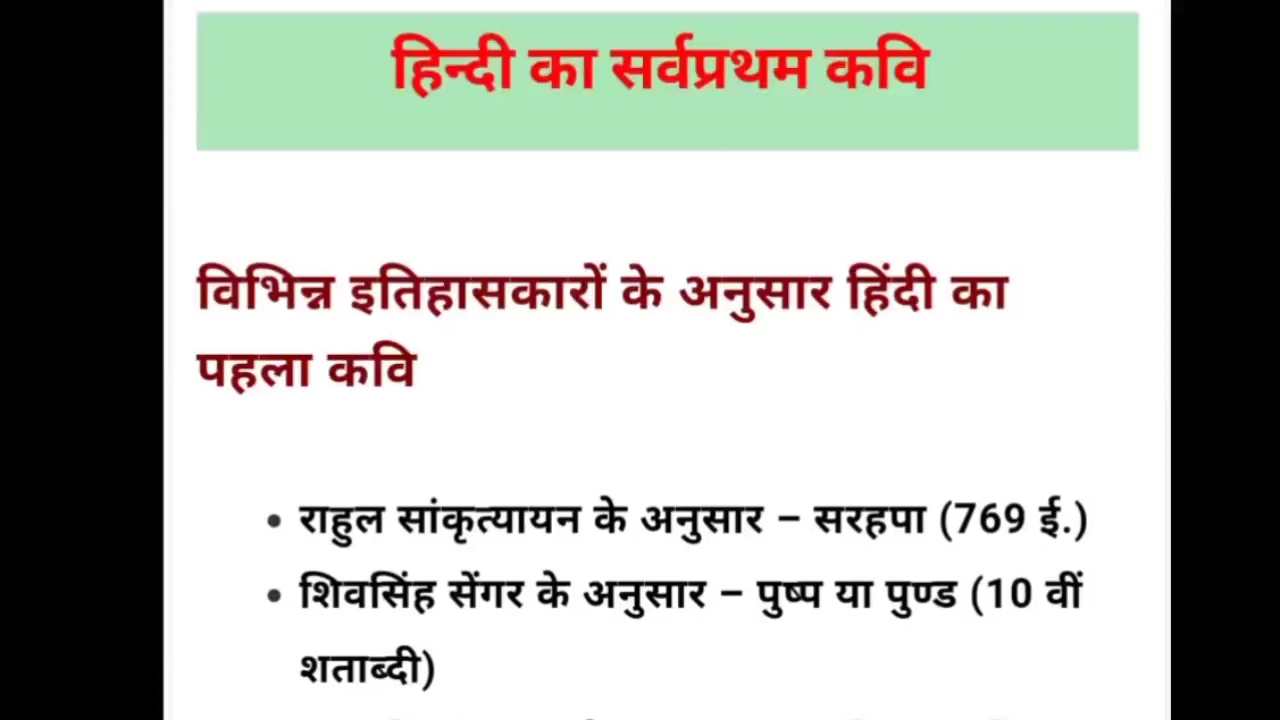 हिन्दी का सर्वप्रथम कवि
विभिन्न इतिहासकारों के अनुसार हिंदी का
पहला कवि
• राहुल सांकृत्यायन के अनुसार – सरहपा (769 ई.)
• शिवसिंह सेंगर के अनुसार – पुष्प या पुण्ड (10 वीं
शताब्दी)